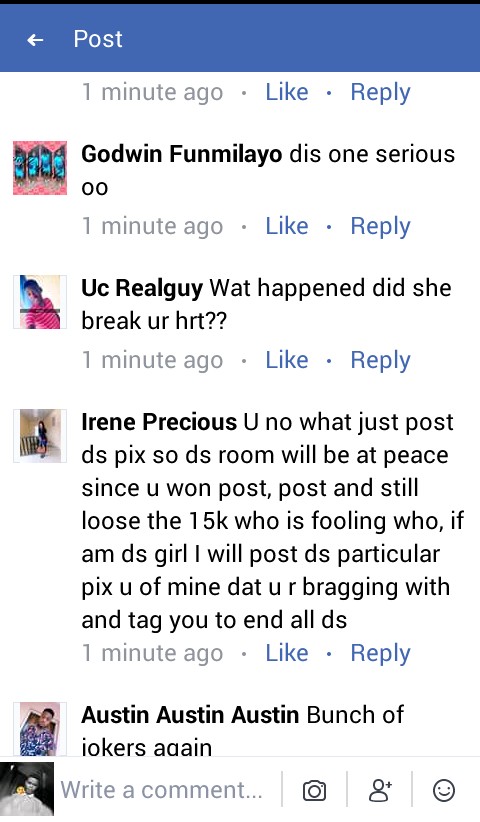 Post
1 minute ago · Like · Reply
Godwin Funmilayo dis one serious
oo
1 minute ago · Like · Reply
Uc Realguy Wat happened did she
break ur hrt??
1 minute ago · Like · Reply
Irene Precious U no what just post
ds pix so ds room will be at peace
since u won post, post and still
loose the 15k who is fooling who, if
am ds girl I will post ds particular
pix u of mine dat u r bragging with
and tag you to end all ds
1 minute ago · Like · Reply
Austin Austin Austin Bunch of
jokers again
Write a comment...